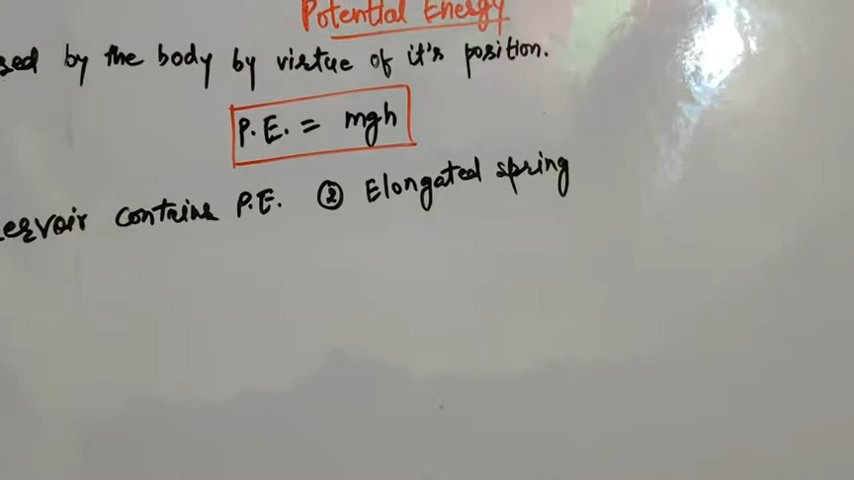 Potential Energy
by the body by virtue of it's position.
P.E. = mgh
contains P.E. ② Elongated spring